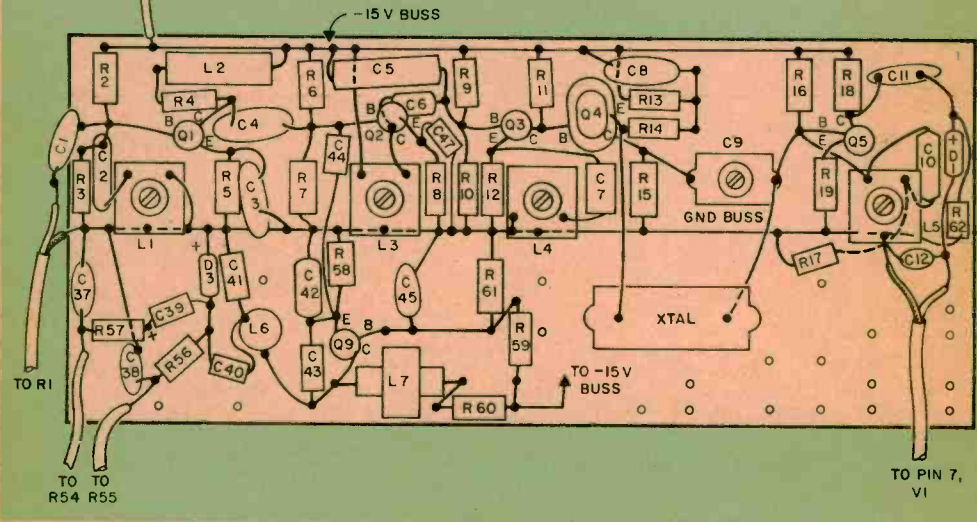 -15 V BUSS
R2
L2
R4
C4
Q1
B
C
E
R6
C5
C6
C47
Q2
B
E
C
R9
R11
Q3
B
E
C
Q4
B
E
C
C8
R13
R14
R16
R18
C11
Q5
B
C
E
C1
R3
C2
L1
R5
C3
R7
C44
L3
R8
R10
R12
L4
C7
R15
C9
GND BUSS
R19
C10
+
D1
L5
R62
R17
C12
C37
R57
C39
+
C38
R56
+
D3
C41
C40
L6
C42
R58
C43
Q9
E
B
C
C45
L7
R61
R59
R60
XTAL
TO -15 V
BUSS
TO R1
TO
R54
TO
R55
TO PIN 7,
V1